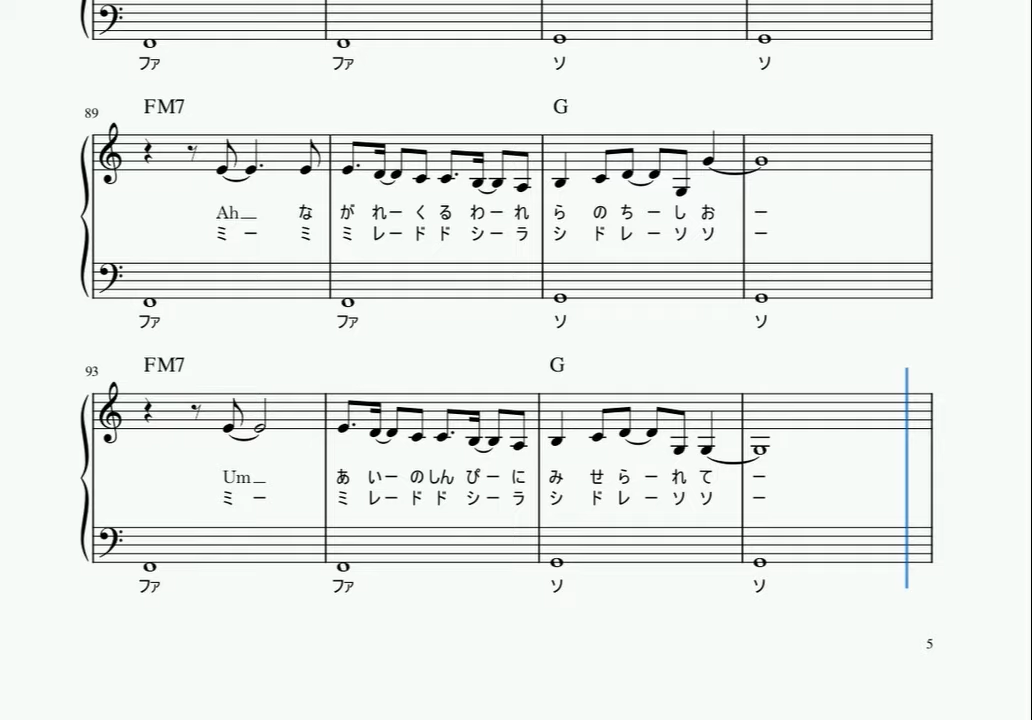 ファ ファ ソ ソ
FM7 G
89
Ah な が れー く る わー れ ら の ち ー し お ー
ミ ー ミ ミ レー ド ド シー ラ シ ド レ ー ソ ソ ー
ファ ファ ソ ソ
FM7 G
93
Um あ いー の しん ぴー に み せ ら ー れ て ー
ミ ー ミ レー ド ド シー ラ シ ド レ ー ソ ソ ー
ファ ファ ソ ソ
5